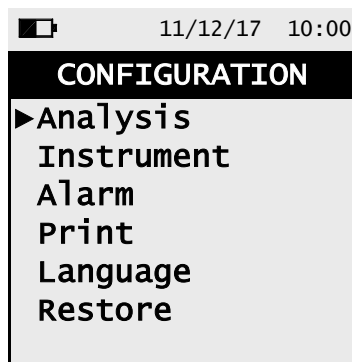 11/12/17 10:00
CONFIGURATION
►Analysis
Instrument
Alarm
Print
Language
Restore